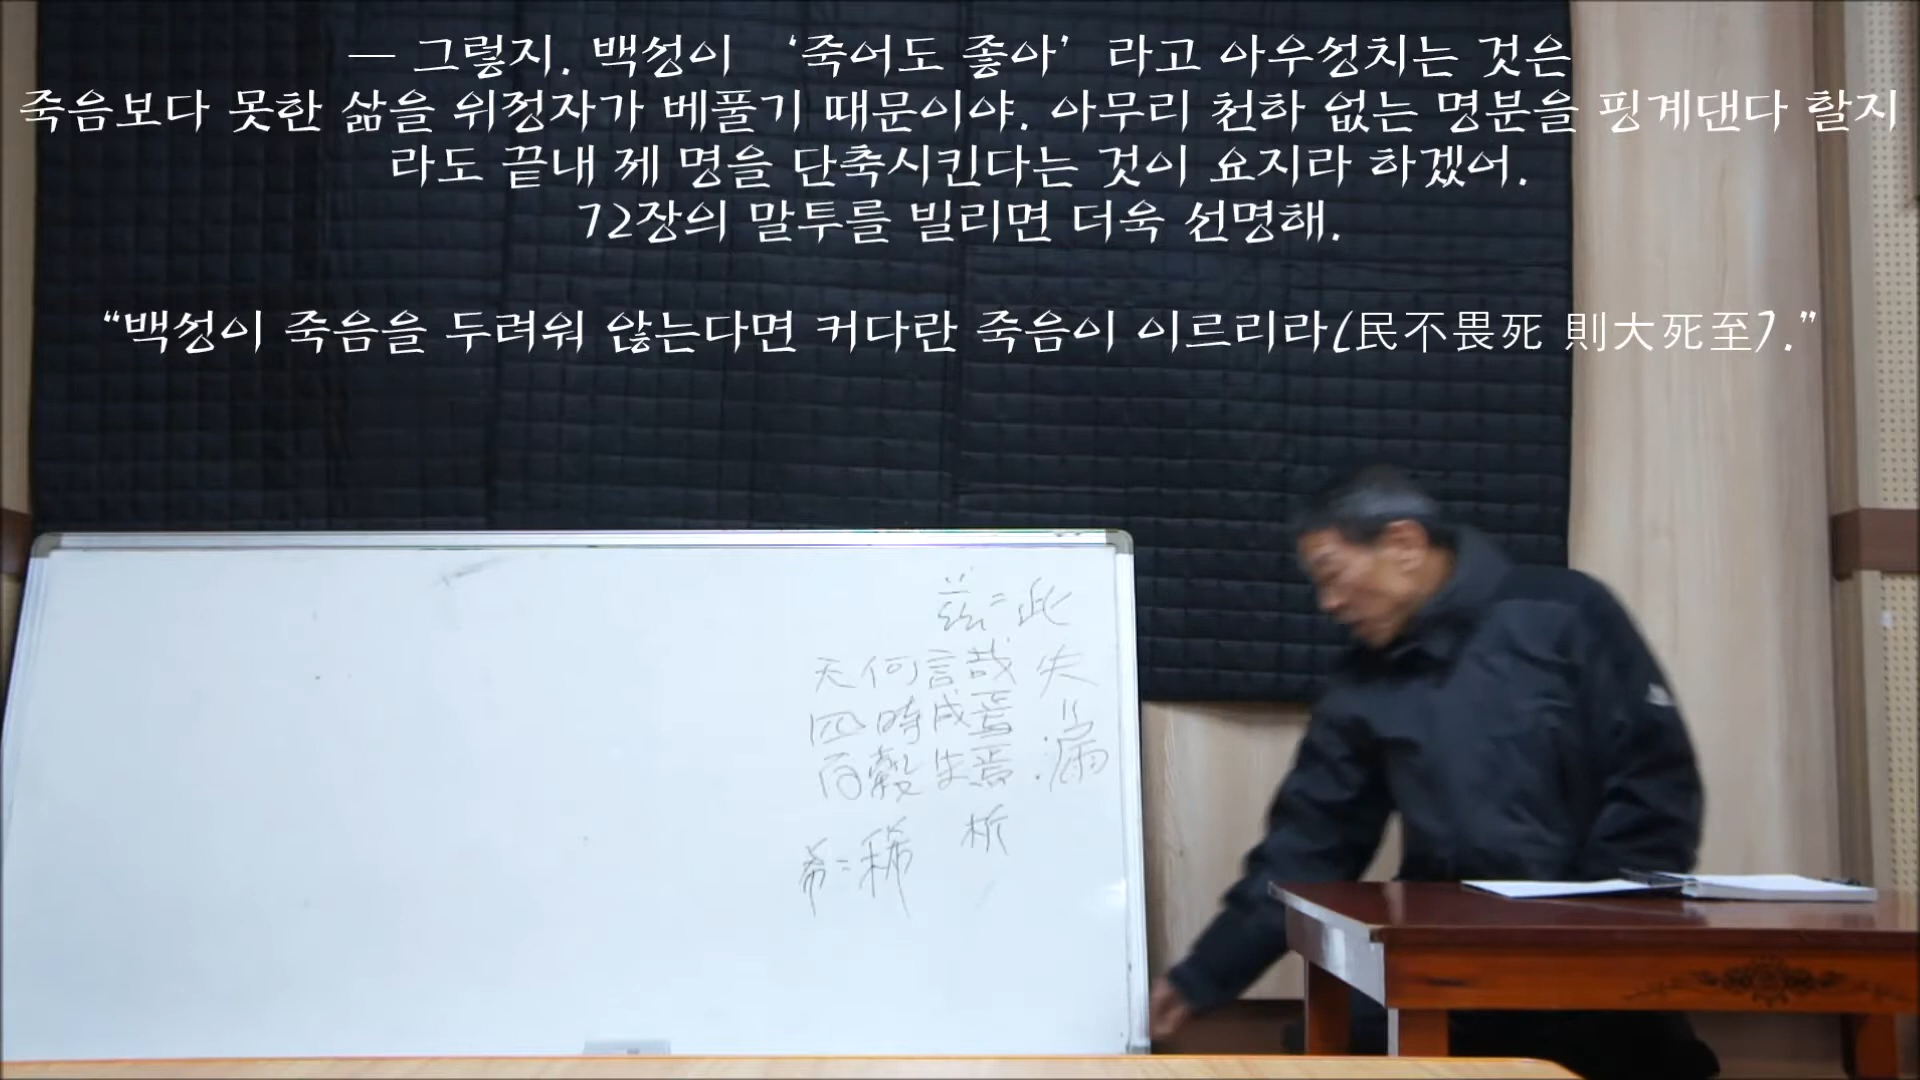 — 그렇지. 백성이 ‘죽어도 좋아’라고 아우성치는 것은
죽음보다 못한 삶을 위정자가 베풀기 때문이야. 아무리 천하 없는 명분을 핑계댄다 할지
라도 끝내 제 명을 단축시킨다는 것이 요지라 하겠어.
72장의 말투를 빌리면 더욱 선명해.
“백성이 죽음을 두려워 않는다면 커다란 죽음이 이르리라(民不畏死 則大死至).”
茲=此
天何言哉 失
四時成焉
百穀生焉 漏
析
希=稀